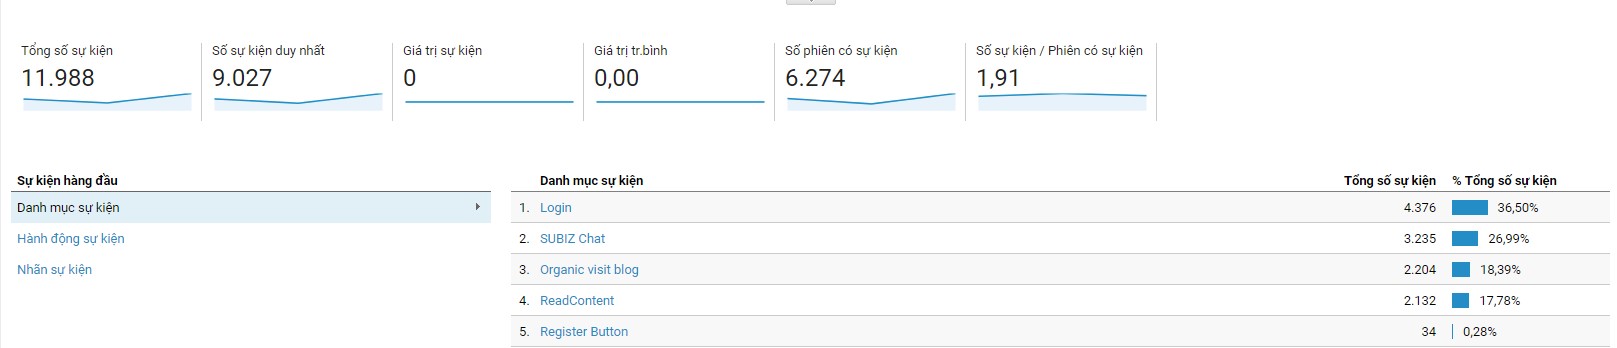 Tổng số sự kiện
11.988
Số sự kiện duy nhất
9.027
Giá trị sự kiện
0
Giá trị tr.bình
0,00
Số phiên có sự kiện
6.274
Số sự kiện / Phiên có sự kiện
1,91
Sự kiện hàng đầu
Danh mục sự kiện
Hành động sự kiện
Nhãn sự kiện
Danh mục sự kiện Tổng số sự kiện % Tổng số sự kiện
1. Login 4.376 36,50%
2. SUBIZ Chat 3.235 26,99%
3. Organic visit blog 2.204 18,39%
4. ReadContent 2.132 17,78%
5. Register Button 34 0,28%